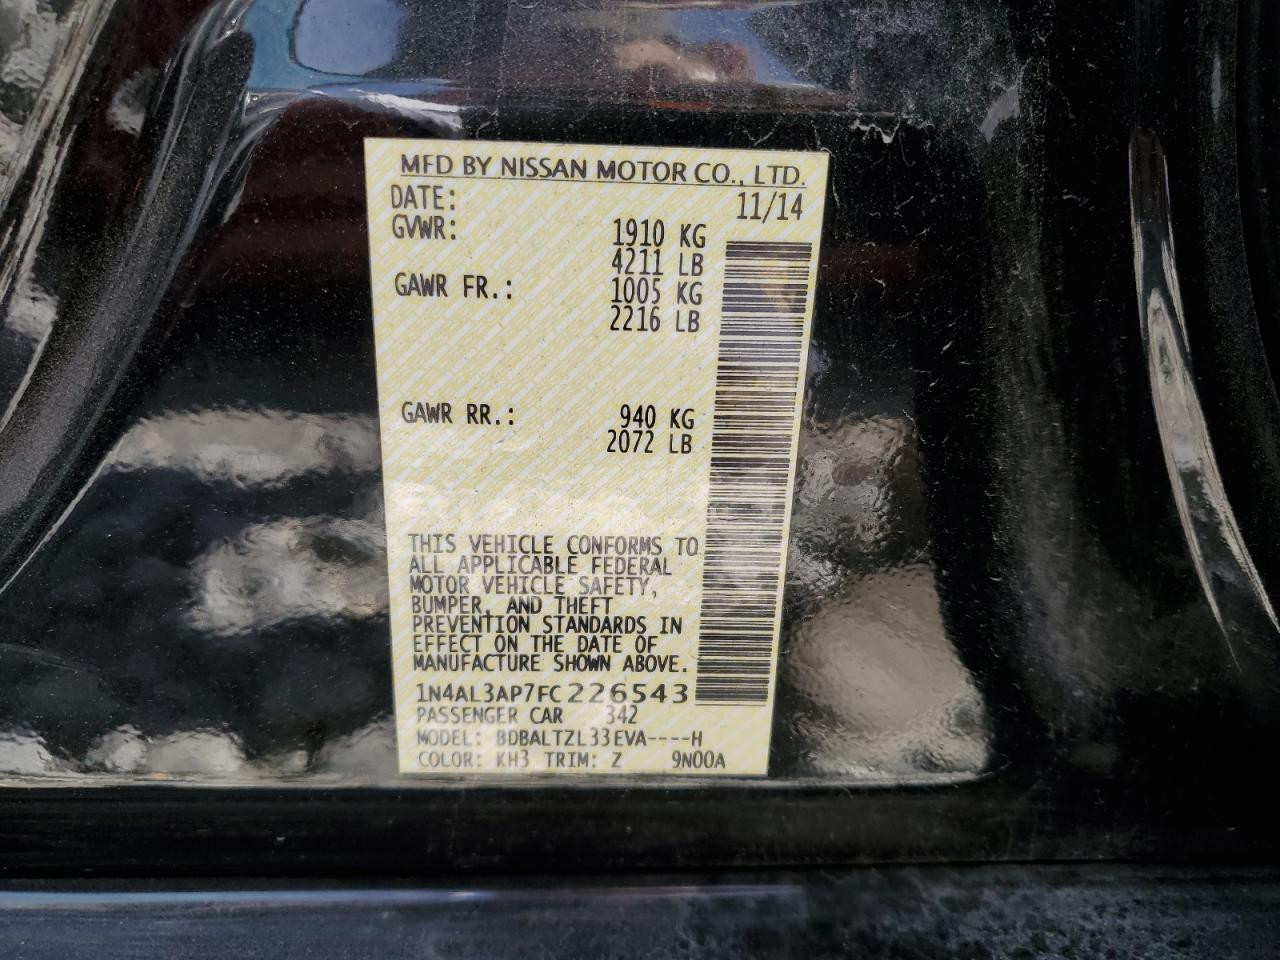 MFD BY NISSAN MOTOR CO., LTD.
DATE: 11/14
GVWR: 1910 KG
4211 LB
GAWR FR.: 1005 KG
2216 LB
GAWR RR.: 940 KG
2072 LB
THIS VEHICLE CONFORMS TO
ALL APPLICABLE FEDERAL
MOTOR VEHICLE SAFETY,
BUMPER, AND THEFT
PREVENTION STANDARDS IN
EFFECT ON THE DATE OF
MANUFACTURE SHOWN ABOVE.
1N4AL3AP7FC226543
PASSENGER CAR 342
MODEL: BDBALTZL33EVA----H
COLOR: KH3 TRIM: Z 9N00A